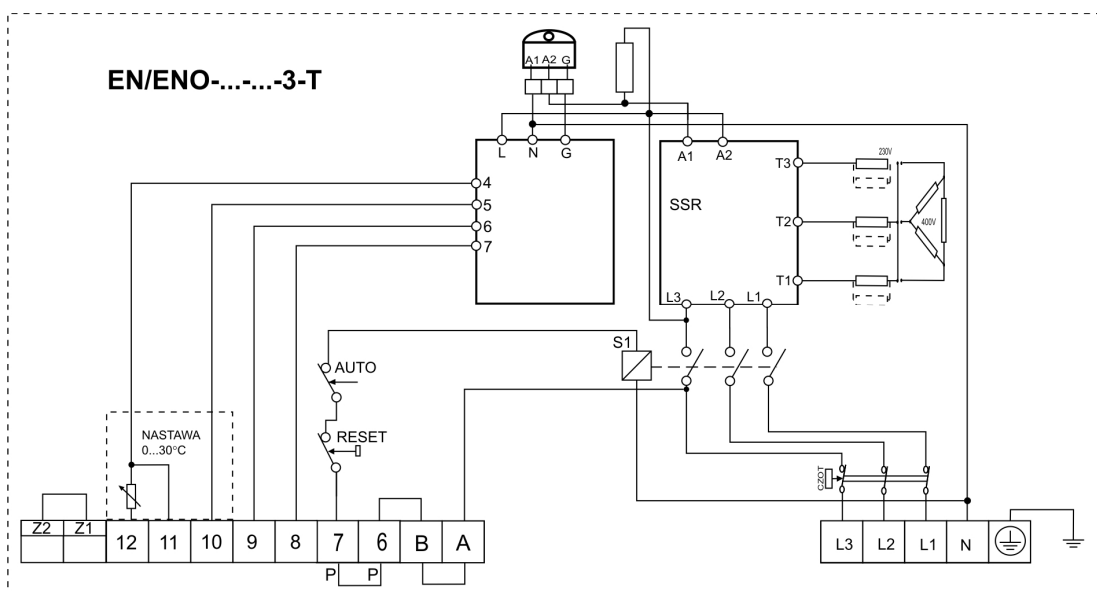 EN/ENO-...-...-3-T
A1 A2 G
L N G
4
5
6
7
A1 A2
SSR
T3
T2
T1
L3 L2 L1
230V
400V
S1
AUTO
RESET
NASTAWA
0...30°C
CZOT
Z2 Z1
12 11 10 9 8 7 6 B A
P P
L3 L2 L1 N